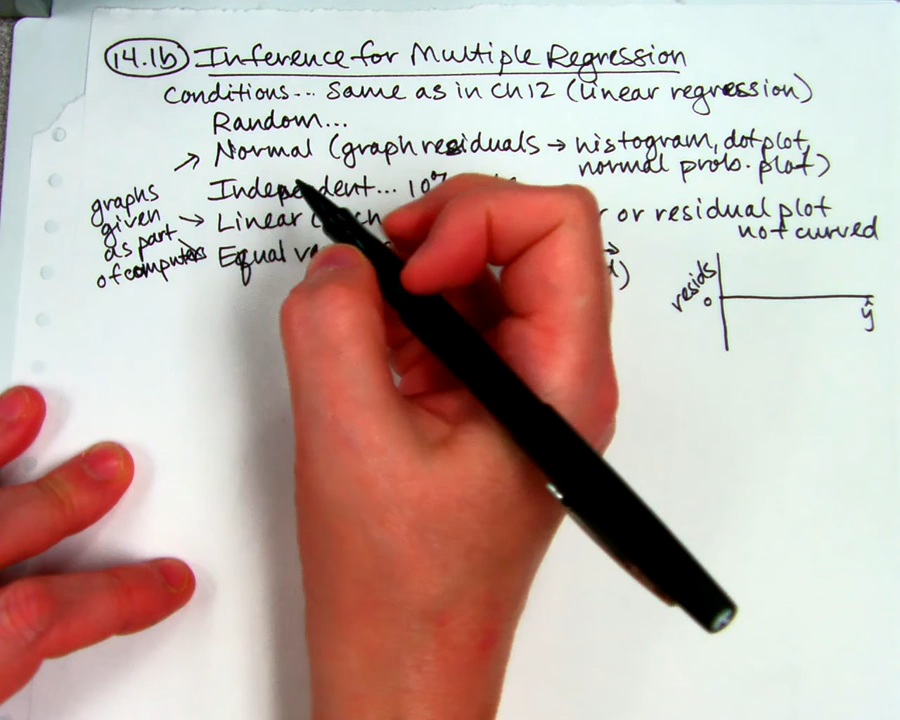 14.1b Inference for Multiple Regression
Conditions... Same as in Ch12 (linear regression)
Random...
Normal (graph residuals → histogram, dotplot,
normal prob. plot)
Independent... 10%
Linear or residual plot
not curved
Equal
graphs
given
as part
of computers
resids
0
ŷ